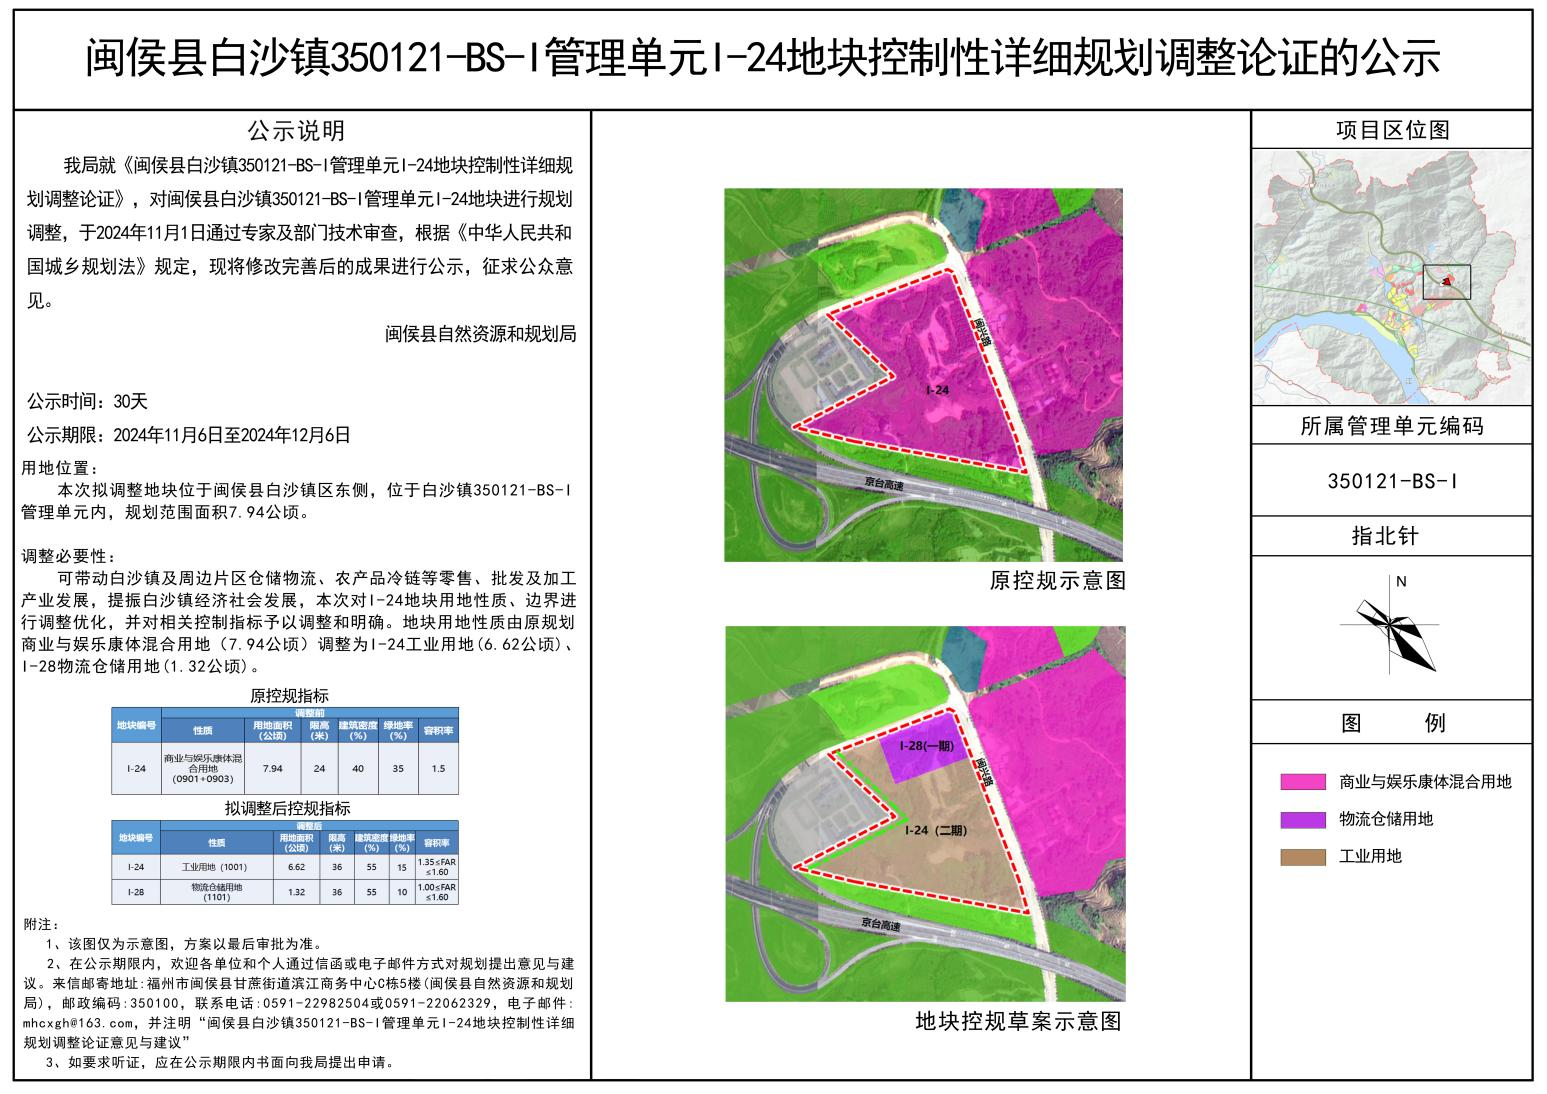 闽侯县白沙镇350121-BS-I管理单元I-24地块控制性详细规划调整论证的公示
公示说明
我局就《闽侯县白沙镇350121-BS-I管理单元I-24地块控制性详细规
划调整论证》，对闽侯县白沙镇350121-BS-I管理单元I-24地块进行规划
调整，于2024年11月1日通过专家及部门技术审查，根据《中华人民共和
国城乡规划法》规定，现将修改完善后的成果进行公示，征求公众意
见。
闽侯县自然资源和规划局
公示时间：30天
公示期限：2024年11月6日至2024年12月6日
用地位置：
本次拟调整地块位于闽侯县白沙镇区东侧，位于白沙镇350121-BS-I
管理单元内，规划范围面积7.94公顷。
调整必要性：
可带动白沙镇及周边片区仓储物流、农产品冷链等零售、批发及加工
产业发展，提振白沙镇经济社会发展，本次对I-24地块用地性质、边界进
行调整优化，并对相关控制指标予以调整和明确。地块用地性质由原规划
商业与娱乐康体混合用地（7.94公顷）调整为I-24工业用地(6.62公顷)、
I-28物流仓储用地(1.32公顷)。
原控规指标
地块编号 调整前
性质 用地面积（公顷） 限高（米） 建筑密度（%） 绿地率（%） 容积率
I-24 商业与娱乐康体混合用地（0901+0903） 7.94 24 40 35 1.5
拟调整后控规指标
地块编号 调整后
性质 用地面积（公顷） 限高（米） 建筑密度（%） 绿地率（%） 容积率
I-24 工业用地（1001） 6.62 36 55 15 1.35≤FAR≤1.60
I-28 物流仓储用地（1101） 1.32 36 55 10 1.00≤FAR≤1.60
附注：
1、该图仅为示意图，方案以最后审批为准。
2、在公示期限内，欢迎各单位和个人通过信函或电子邮件方式对规划提出意见与建
议。来信邮寄地址:福州市闽侯县甘蔗街道滨江商务中心C栋5楼(闽侯县自然资源和规划
局)，邮政编码:350100，联系电话:0591-22982504或0591-22062329，电子邮件:
mhcxgh@163.com，并注明“闽侯县白沙镇350121-BS-I管理单元I-24地块控制性详细
规划调整论证意见与建议”
3、如要求听证，应在公示期限内书面向我局提出申请。
闽兴路
I-24
京台高速
原控规示意图
I-28(一期)
闽兴路
I-24（二期）
京台高速
地块控规草案示意图
项目区位图
所属管理单元编码
350121-BS-I
指北针
N
图 例
商业与娱乐康体混合用地
物流仓储用地
工业用地